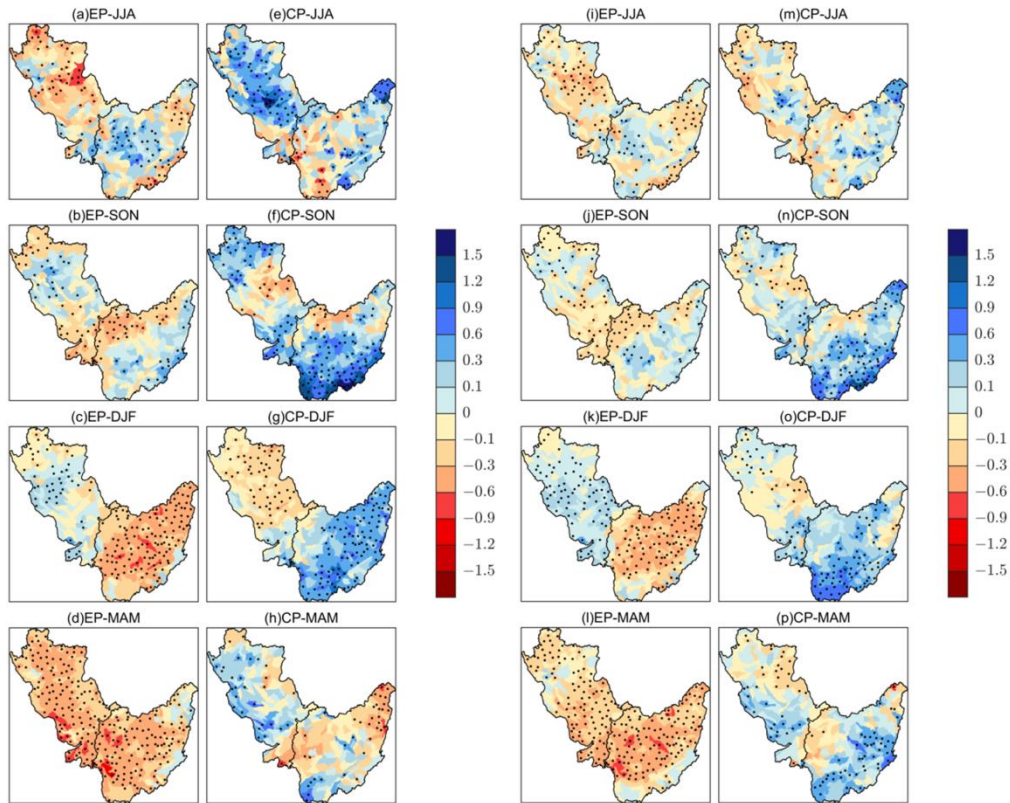 (a)EP-JJA
(e)CP-JJA
(i)EP-JJA
(m)CP-JJA
(b)EP-SON
(f)CP-SON
(j)EP-SON
(n)CP-SON
1.5
1.2
0.9
0.6
0.3
0.1
0
−0.1
−0.3
−0.6
−0.9
−1.2
−1.5
1.5
1.2
0.9
0.6
0.3
0.1
0
−0.1
−0.3
−0.6
−0.9
−1.2
−1.5
(c)EP-DJF
(g)CP-DJF
(k)EP-DJF
(o)CP-DJF
(d)EP-MAM
(h)CP-MAM
(l)EP-MAM
(p)CP-MAM